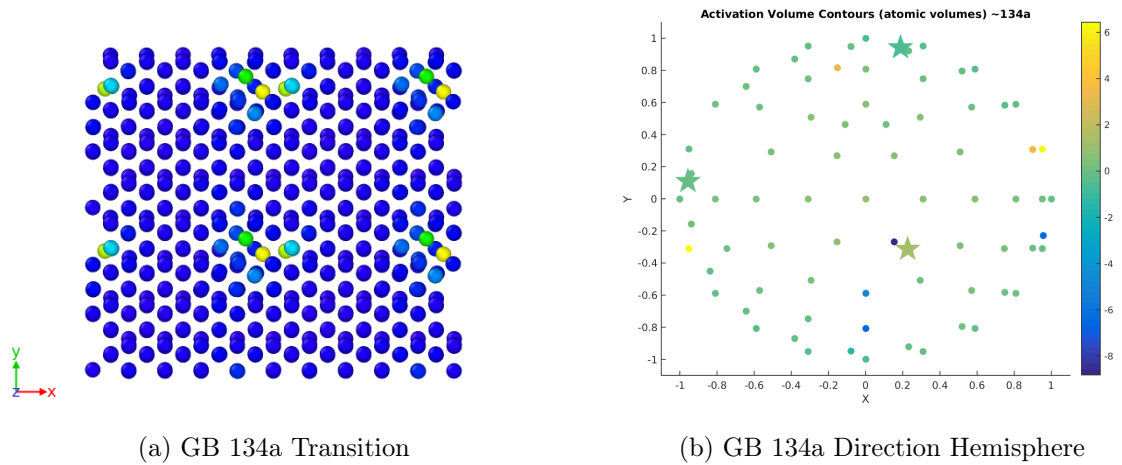 Activation Volume Contours (atomic volumes) ~134a
1
0.8
0.6
0.4
0.2
0
-0.2
-0.4
-0.6
-0.8
-1
Y
-1 -0.8 -0.6 -0.4 -0.2 0 0.2 0.4 0.6 0.8 1
X
6
4
2
0
-2
-4
-6
-8
y
z x
(a) GB 134a Transition
(b) GB 134a Direction Hemisphere